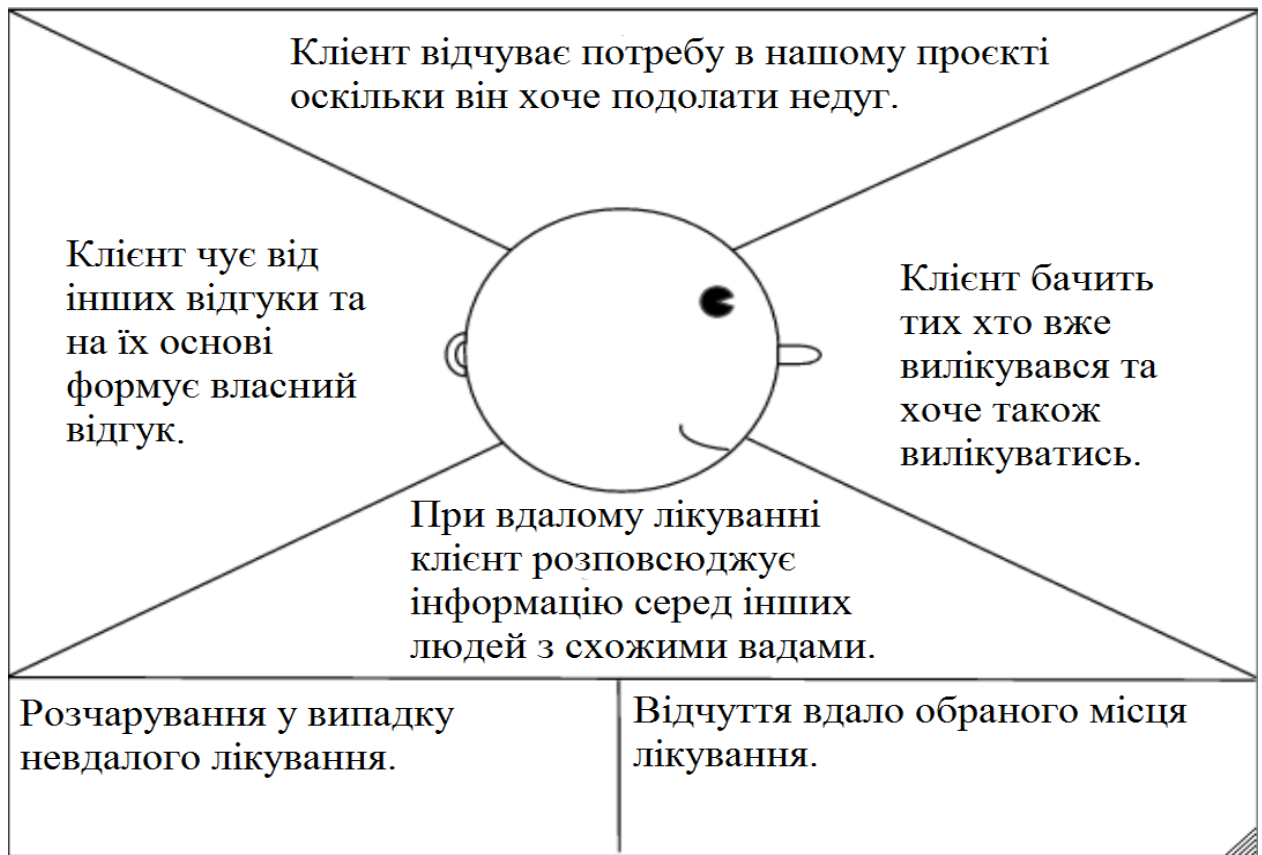 Клієнт відчуває потребу в нашому проєкті
оскільки він хоче подолати недуг.
Клієнт чує від
інших відгуки та
на їх основі
формує власний
відгук.
Клієнт бачить
тих хто вже
вилікувався та
хоче також
вилікуватись.
При вдалому лікуванні
клієнт розповсюджує
інформацію серед інших
людей з схожими вадами.
Розчарування у випадку
невдалого лікування.
Відчуття вдало обраного місця
лікування.